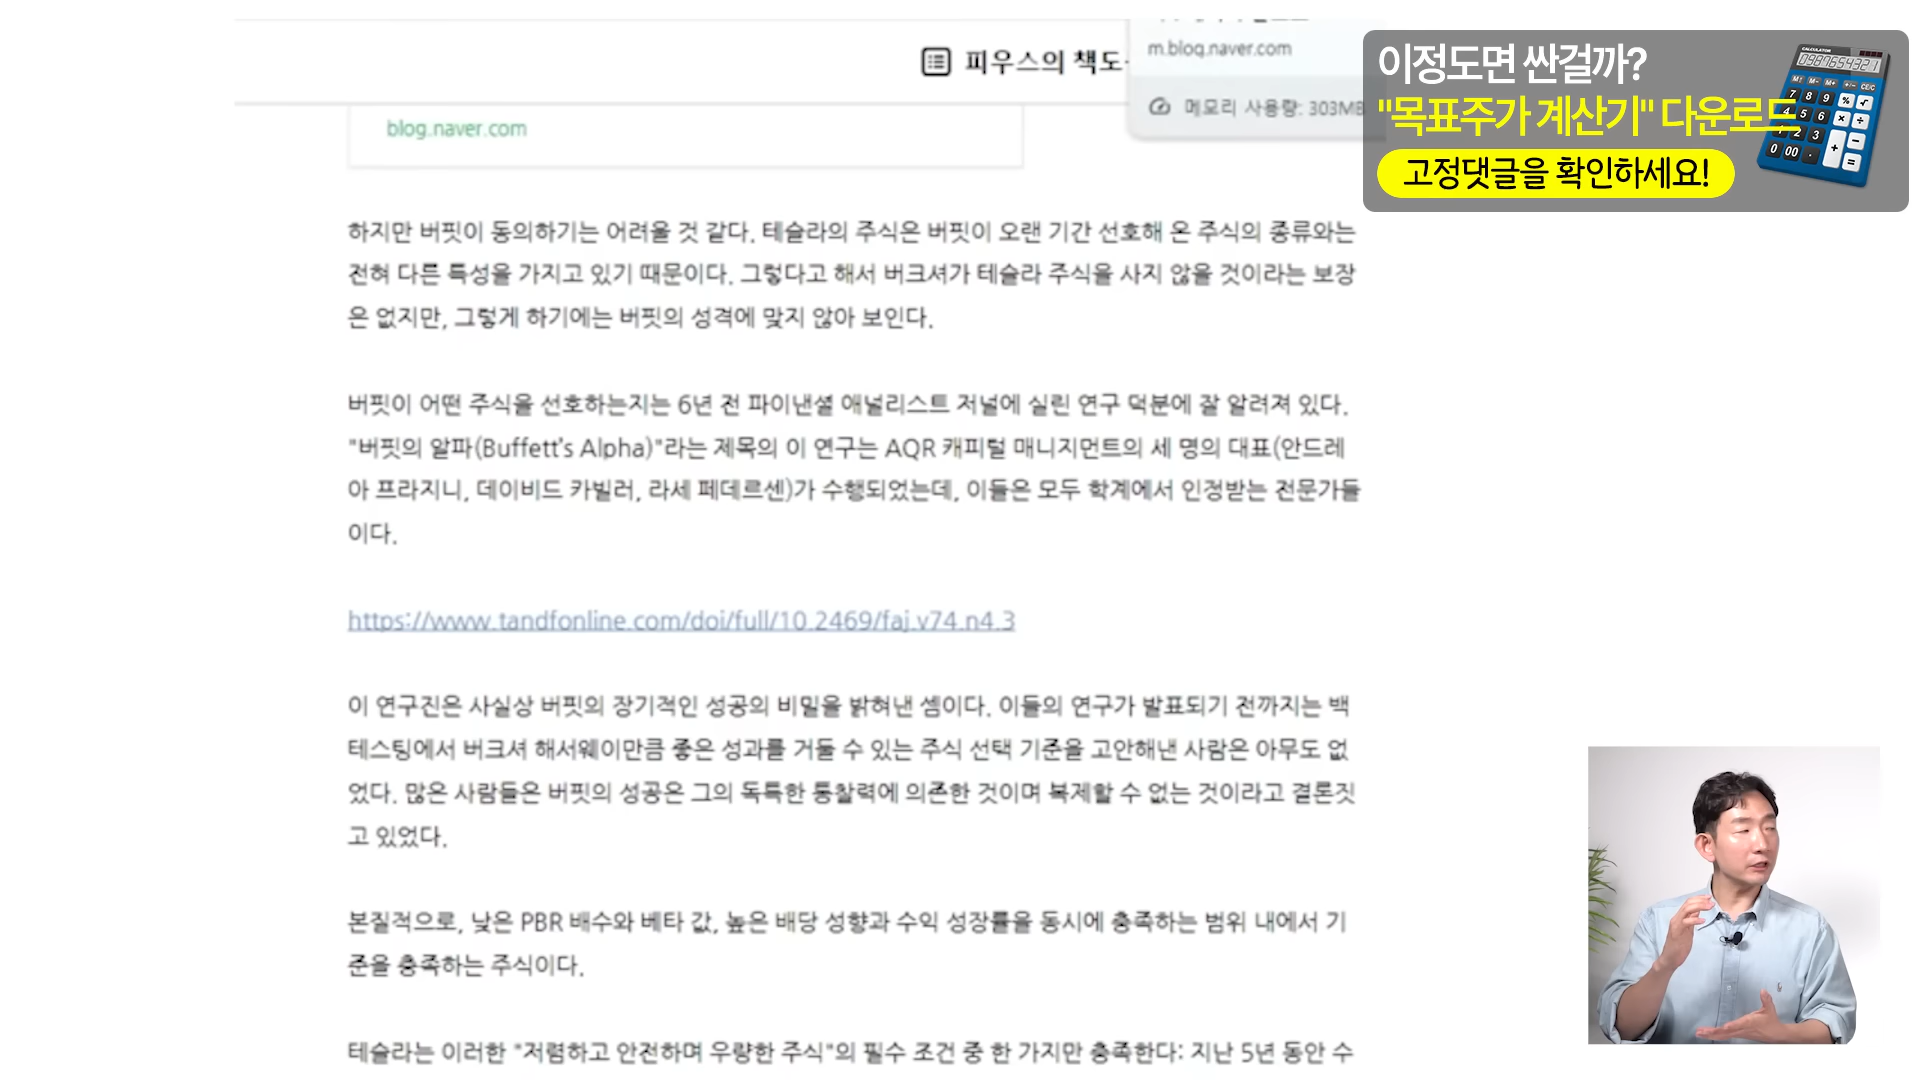 피우스의 책도
m.blog.naver.com
메모리 사용량: 303MB
이정도면 싼걸까?
"목표주가 계산기" 다운로드
고정댓글을 확인하세요!
CALCULATOR
0987654321
blog.naver.com
하지만 버핏이 동의하기는 어려울 것 같다. 테슬라의 주식은 버핏이 오랜 기간 선호해 온 주식의 종류와는
전혀 다른 특성을 가지고 있기 때문이다. 그렇다고 해서 버크셔가 테슬라 주식을 사지 않을 것이라는 보장
은 없지만, 그렇게 하기에는 버핏의 성격에 맞지 않아 보인다.
버핏이 어떤 주식을 선호하는지는 6년 전 파이낸셜 애널리스트 저널에 실린 연구 덕분에 잘 알려져 있다.
"버핏의 알파(Buffett's Alpha)"라는 제목의 이 연구는 AQR 캐피털 매니지먼트의 세 명의 대표(안드레
아 프라지니, 데이비드 카빌러, 라세 페데르센)가 수행되었는데, 이들은 모두 학계에서 인정받는 전문가들
이다.
https://www.tandfonline.com/doi/full/10.2469/faj.v74.n4.3
이 연구진은 사실상 버핏의 장기적인 성공의 비밀을 밝혀낸 셈이다. 이들의 연구가 발표되기 전까지는 백
테스팅에서 버크셔 해서웨이만큼 좋은 성과를 거둘 수 있는 주식 선택 기준을 고안해낸 사람은 아무도 없
었다. 많은 사람들은 버핏의 성공은 그의 독특한 통찰력에 의존한 것이며 복제할 수 없는 것이라고 결론짓
고 있었다.
본질적으로, 낮은 PBR 배수와 베타 값, 높은 배당 성향과 수익 성장률을 동시에 충족하는 범위 내에서 기
준을 충족하는 주식이다.
테슬라는 이러한 "저렴하고 안전하며 우량한 주식"의 필수 조건 중 한 가지만 충족한다: 지난 5년 동안 수